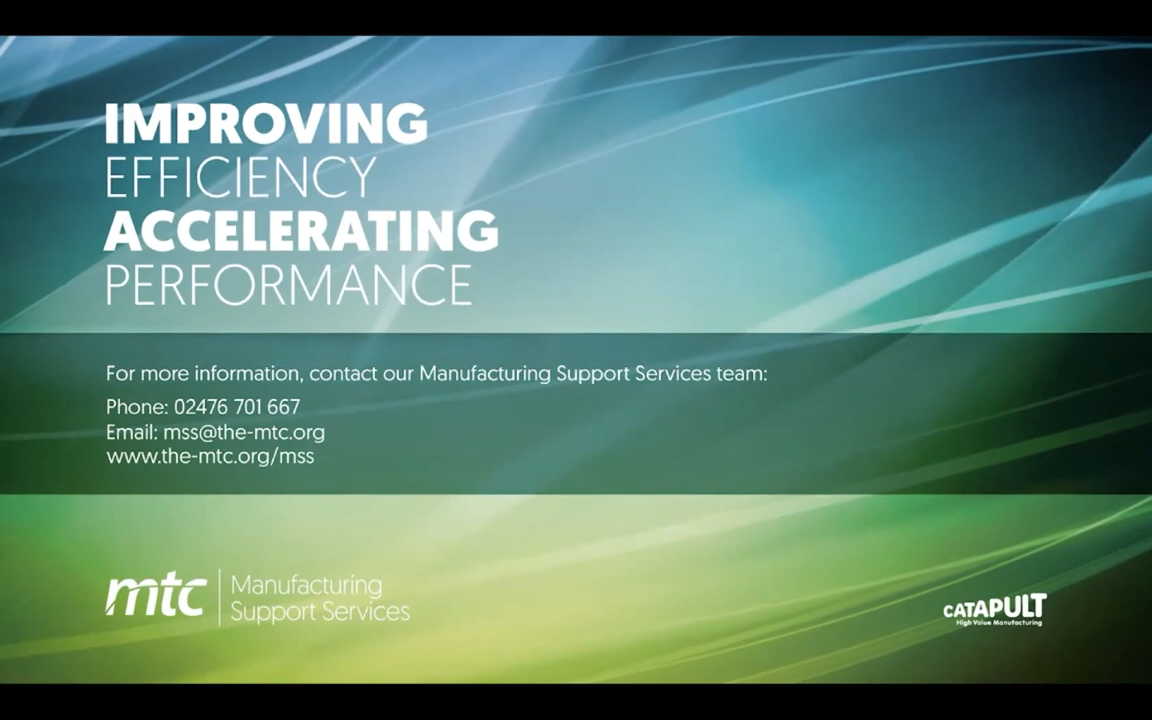 IMPROVING
EFFICIENCY
ACCELERATING
PERFORMANCE
For more information, contact our Manufacturing Support Services team:
Phone: 02476 701 667
Email: mss@the-mtc.org
www.the-mtc.org/mss
mtc
Manufacturing
Support Services
CATAPULT
High Value Manufacturing